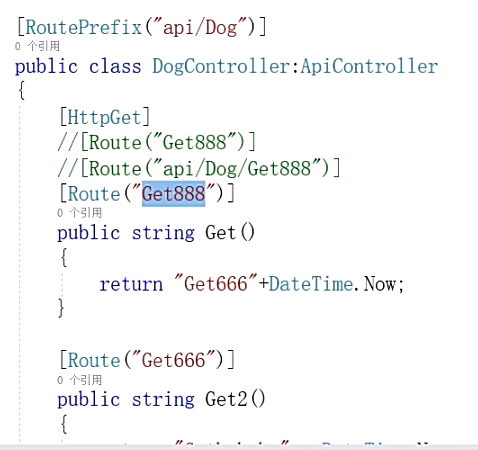 [RoutePrefix("api/Dog")]
0 个引用
public class DogController:ApiController
{
[HttpGet]
//[Route("Get888")]
//[Route("api/Dog/Get888")]
[Route("Get888")]
0 个引用
public string Get()
{
return "Get666"+DateTime.Now;
}
[Route("Get666")]
0 个引用
public string Get2()
{